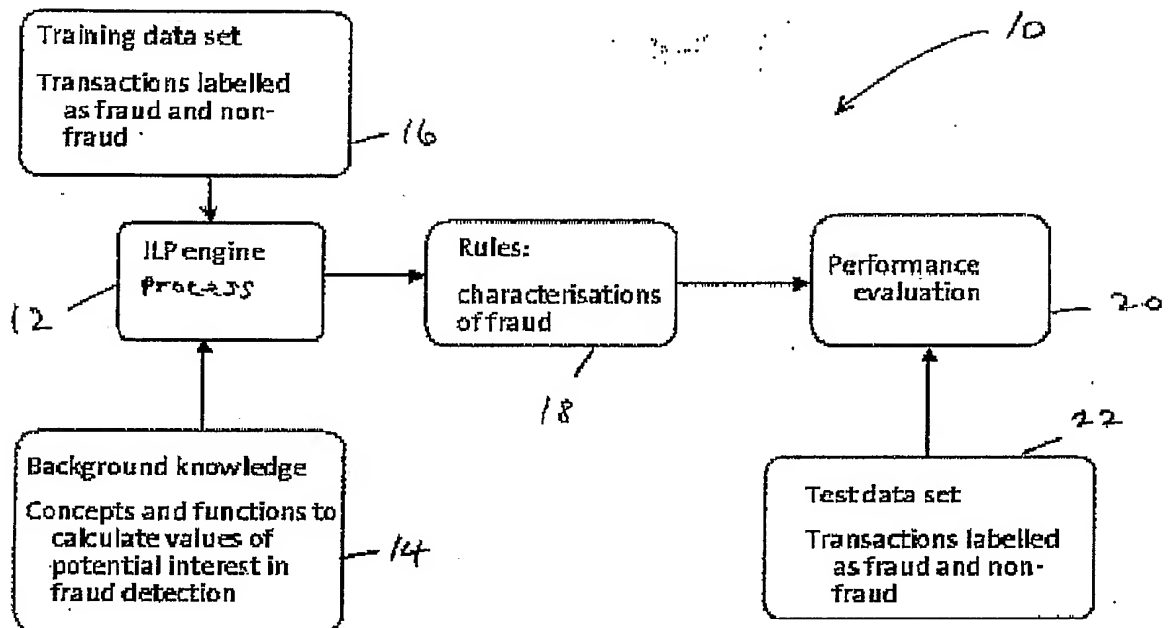 Training data set
Transactions labelled
as fraud and non-
fraud
16
10
ILP engine
Process
12
Rules:
characterisations
of fraud
18
Performance
evaluation
20
Background knowledge
Concepts and functions to
calculate values of
potential interest in
fraud detection
14
22
Test data set
Transactions labelled
as fraud and non-
fraud